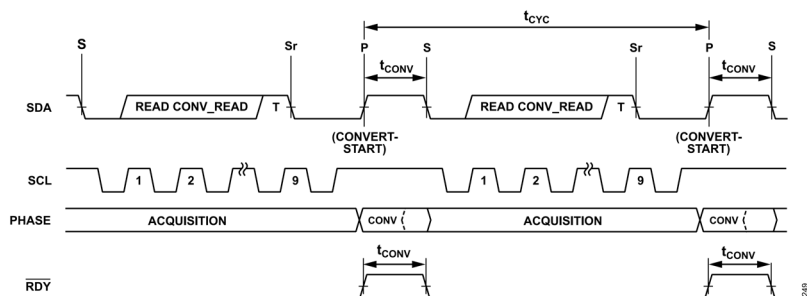 tCYC
S Sr P S Sr P S
tCONV tCONV
SDA READ CONV_READ T READ CONV_READ T
(CONVERT-
START)
(CONVERT-
START)
SCL 1 2 9 1 2 9
PHASE ACQUISITION CONV ACQUISITION CONV
tCONV tCONV
RDY
249